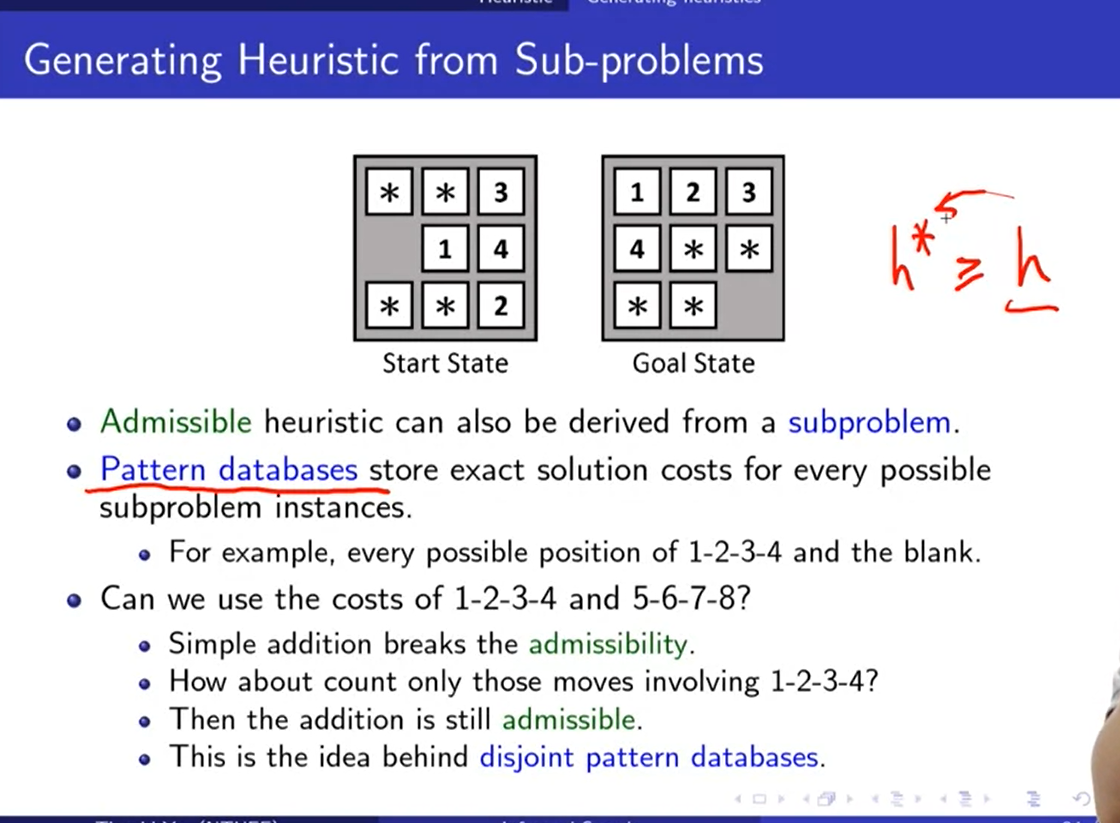 Heuristic Generating heuristics
Generating Heuristic from Sub-problems
* * 3
1 4
* * 2
Start State
1 2 3
4 * *
* *
Goal State
h* ≥ h
Admissible heuristic can also be derived from a subproblem.
Pattern databases store exact solution costs for every possible
subproblem instances.
For example, every possible position of 1-2-3-4 and the blank.
Can we use the costs of 1-2-3-4 and 5-6-7-8?
Simple addition breaks the admissibility.
How about count only those moves involving 1-2-3-4?
Then the addition is still admissible.
This is the idea behind disjoint pattern databases.